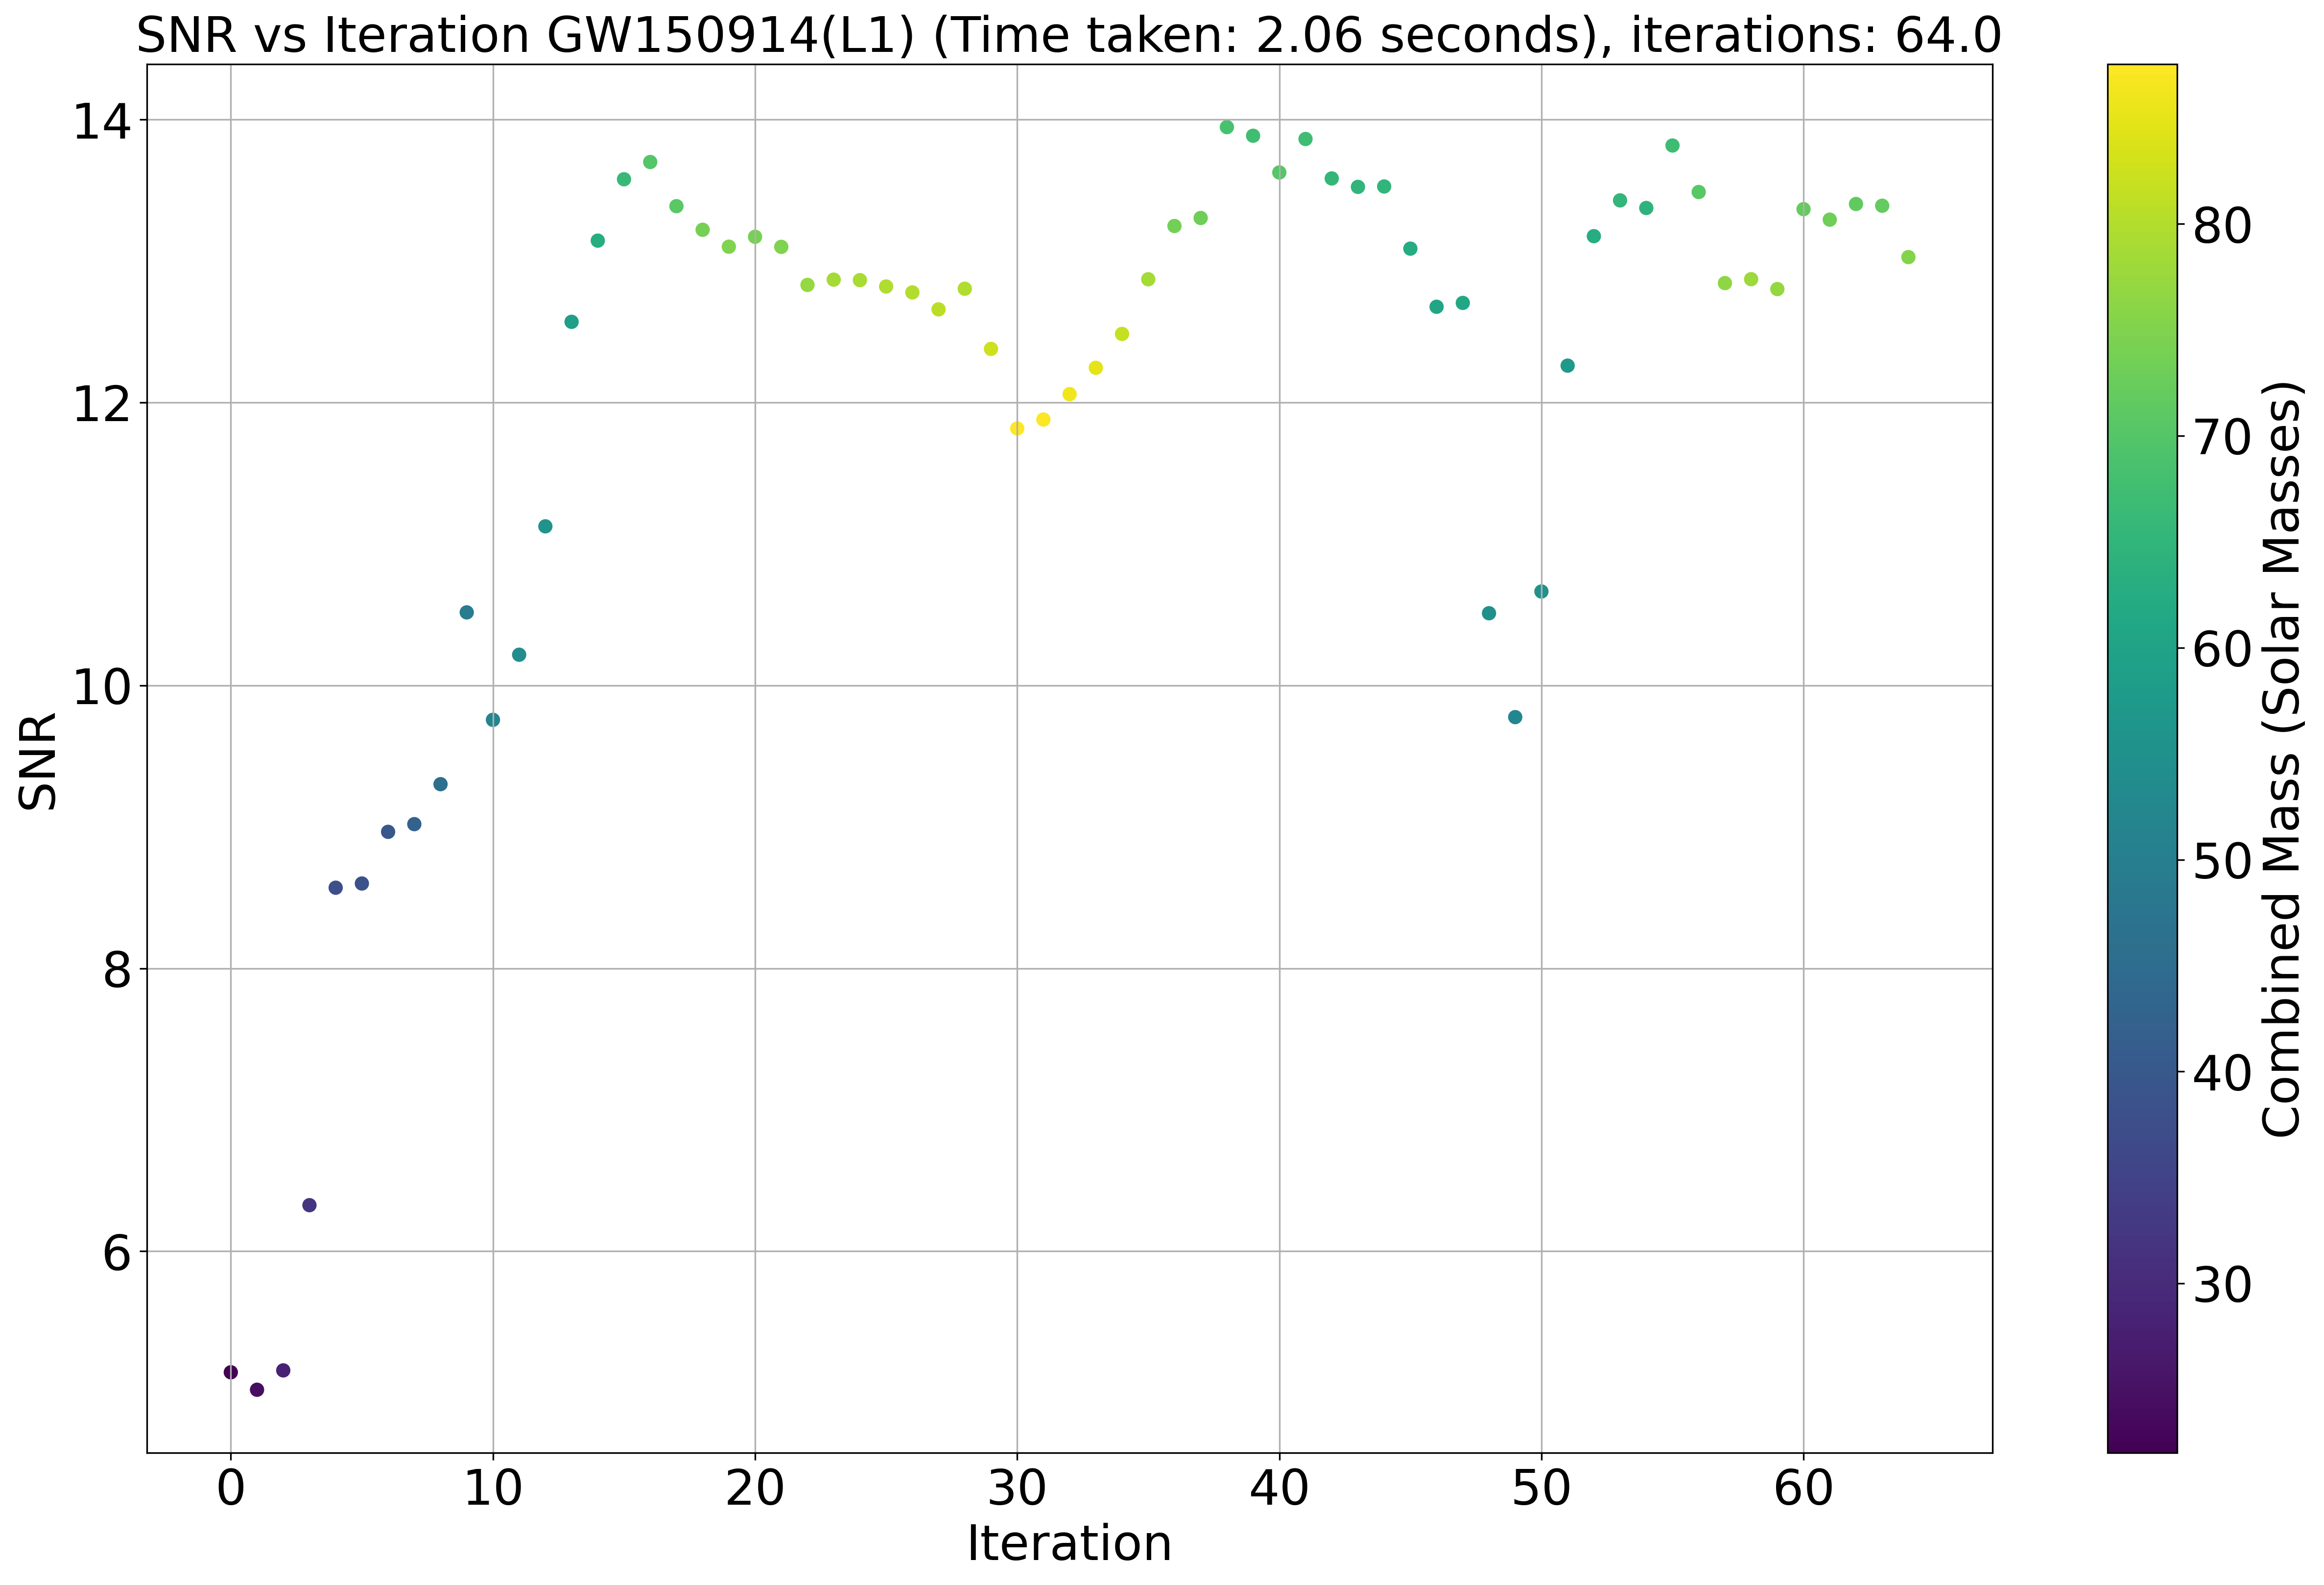 SNR vs Iteration GW150914(L1) (Time taken: 2.06 seconds), iterations: 64.0
14
12
10
8
6
SNR
0 10 20 30 40 50 60
Iteration
80
70
60
50
40
30
Combined Mass (Solar Masses)